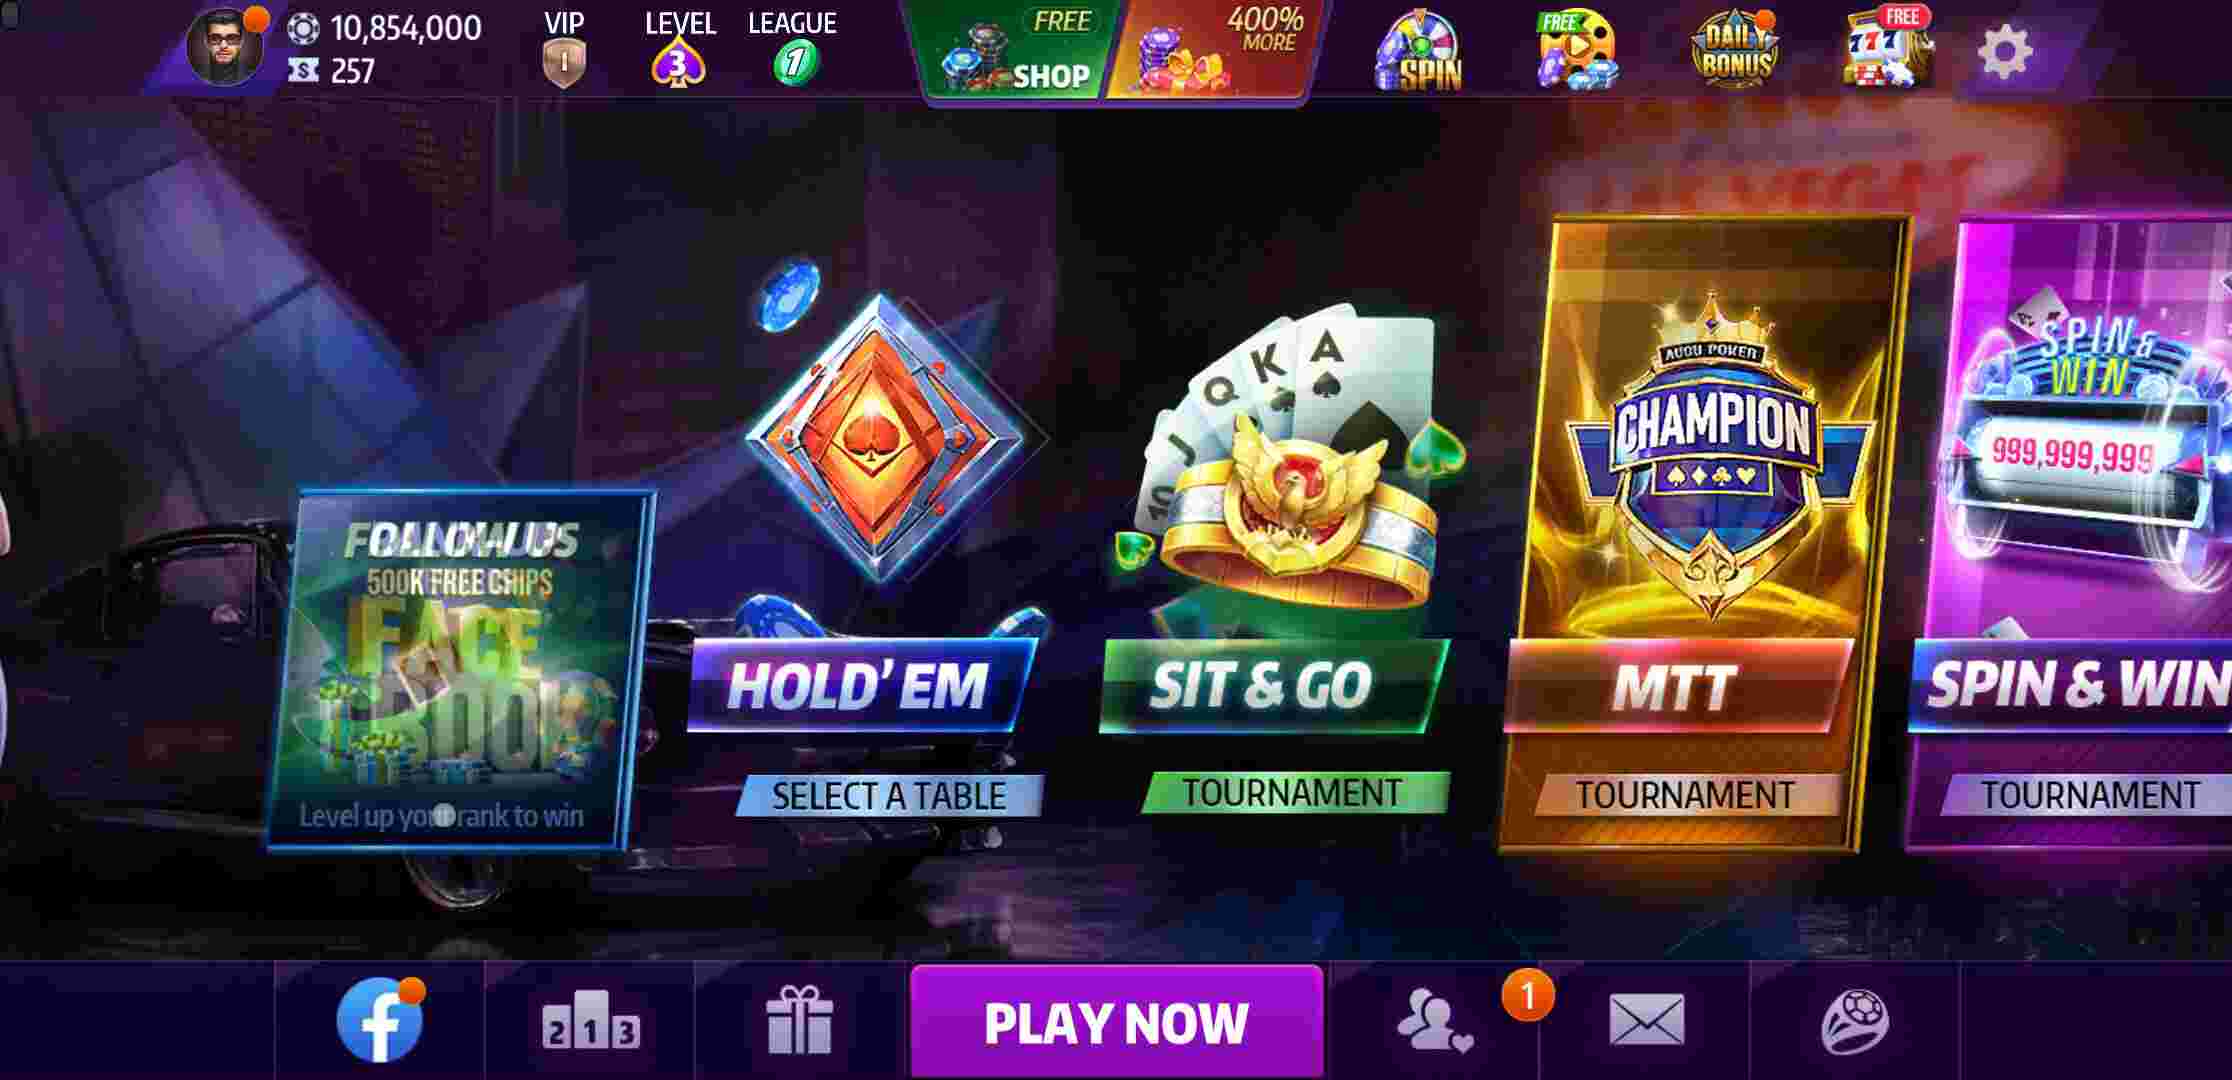 10,854,000
257
VIP
1
LEVEL
3
LEAGUE
1
FREE
SHOP
400%
MORE
SPIN
FREE
DAILY
BONUS
FREE
777
FOLLOW US
500K FREE CHIPS
FACE
BOOK
Level up your rank to win
HOLD'EM
SELECT A TABLE
10 J Q K A
SIT & GO
TOURNAMENT
CHAMPION
MTT
TOURNAMENT
SPIN &
WIN
999,999,999
SPIN & WIN
TOURNAMENT
2 1 3
PLAY NOW
1